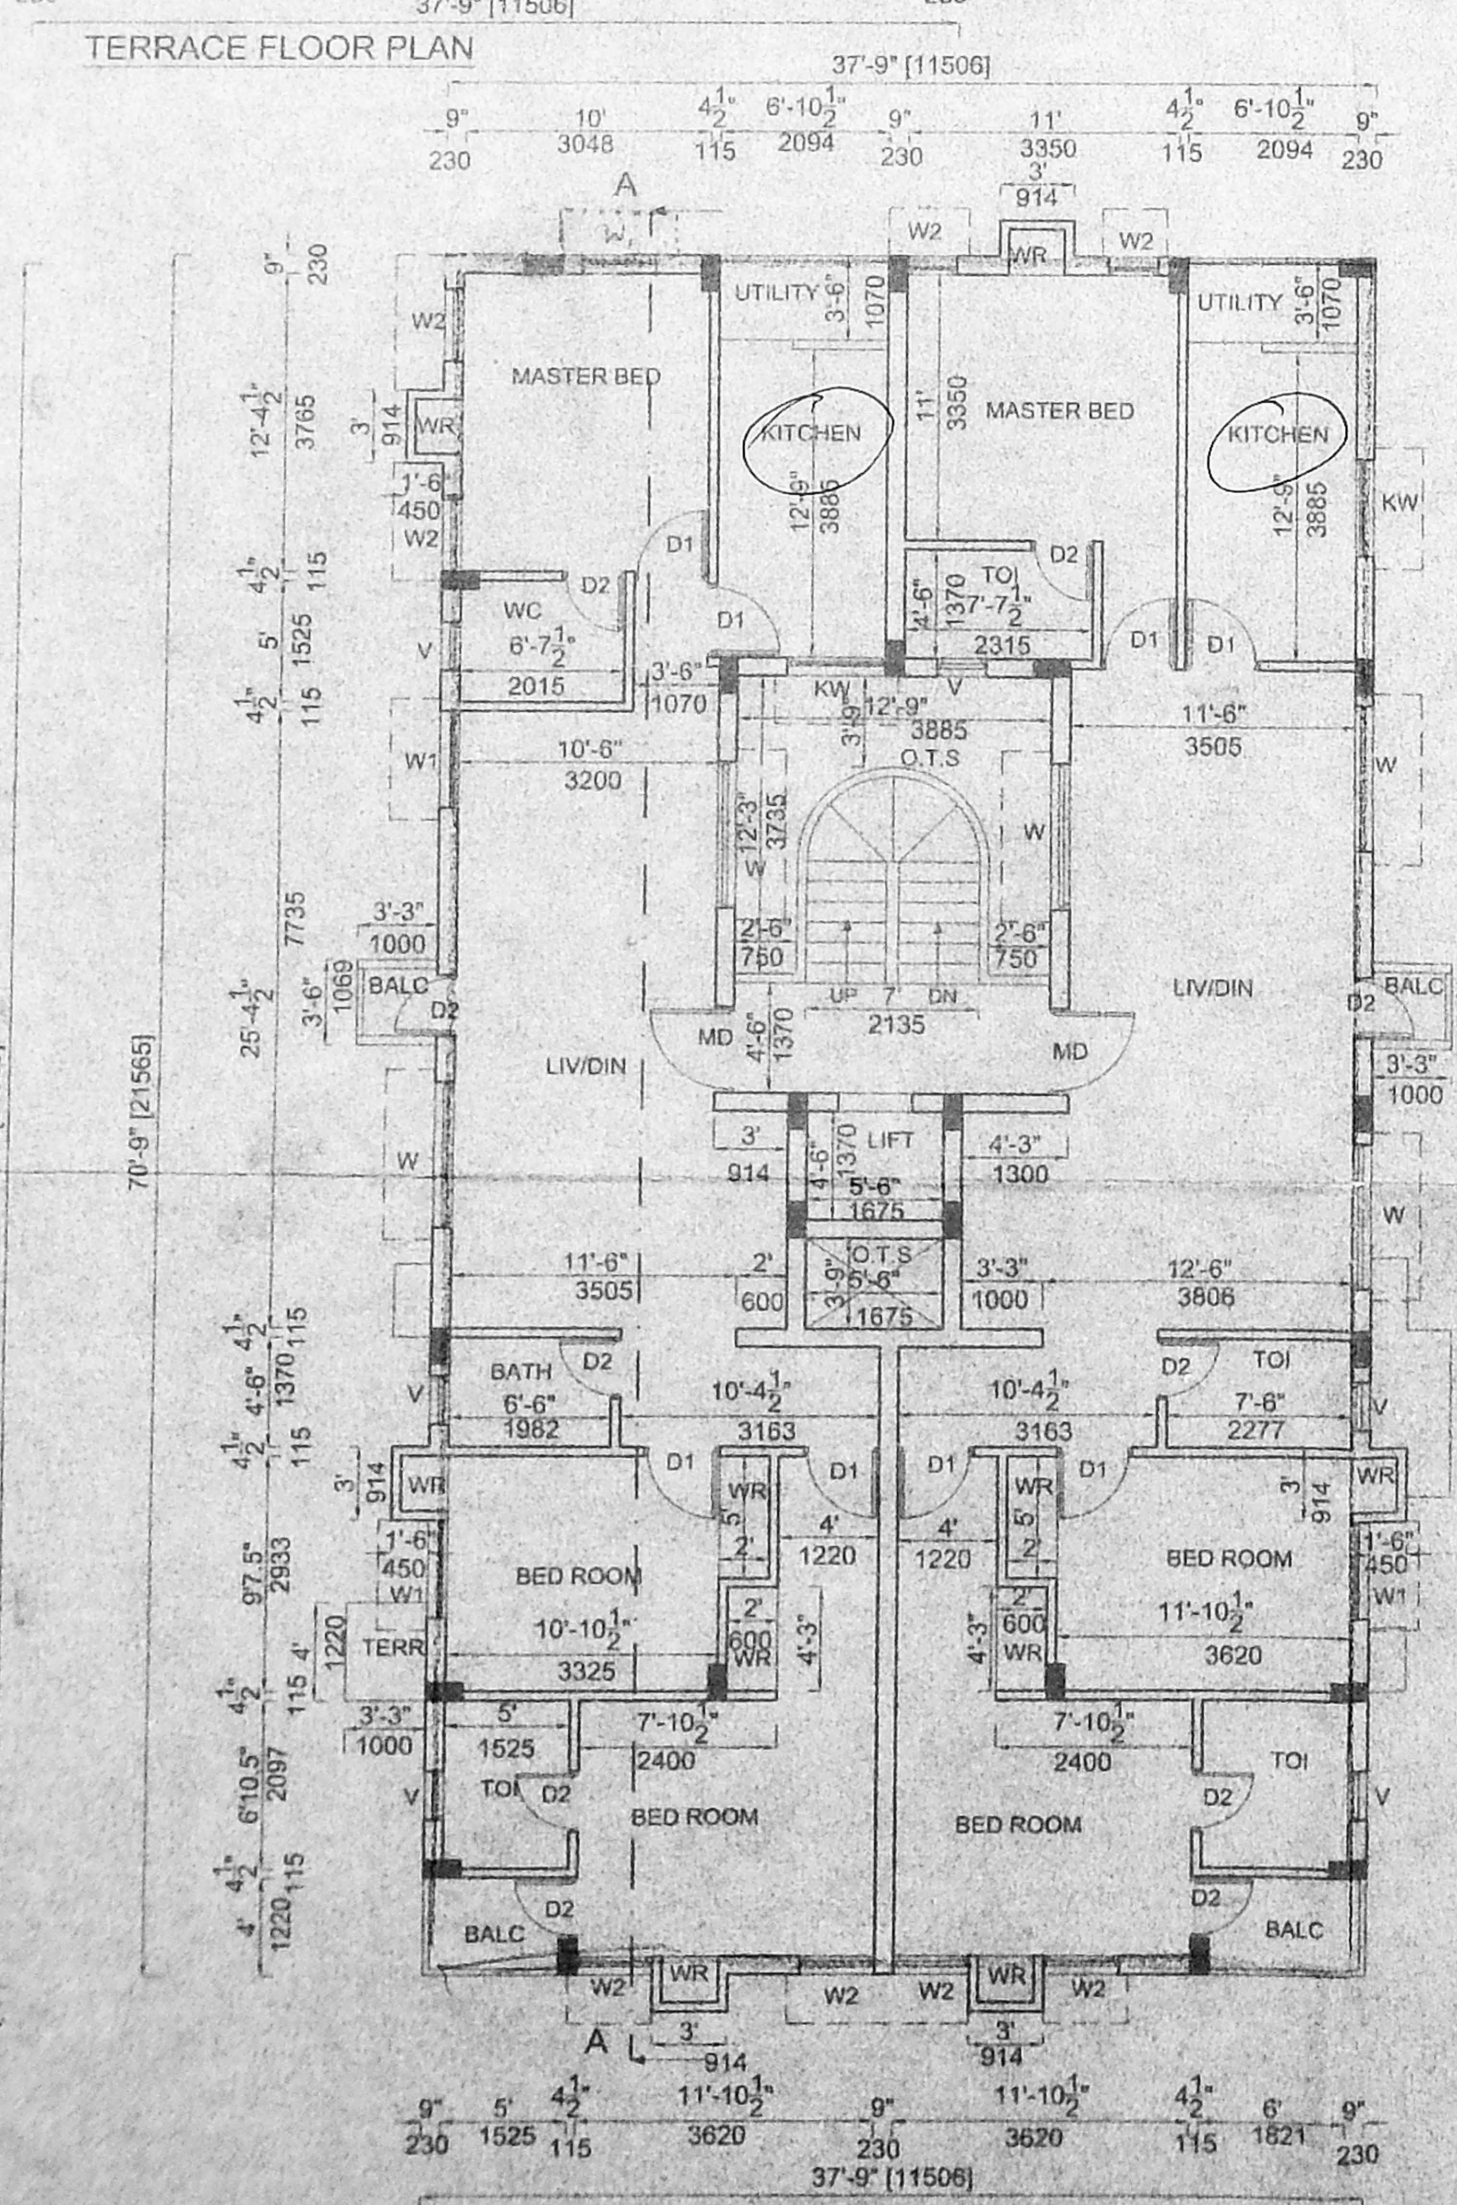 37'-9" [11506]
TERRACE FLOOR PLAN
37'-9" [11506]
9" 10' 4½" 6'-10½" 9" 11' 4½" 6'-10½" 9"
230 3048 115 2094 230 3350 115 2094 230
3'
914
A
W2 WR W2
9" 230
UTILITY 3'-6" 1070 UTILITY 3'-6" 1070
W2
MASTER BED
11' 3350
MASTER BED
KITCHEN KITCHEN
12'-4½" 3765
3' 914 WR
12'-9" 3885 12'-9" 3885
KW
1'-6"
450
W2
D1 D2
4½" 115
D2 TOI
WC 4'-6" 1370 7'-7½"
D1 D1 D1
5' 1525
V 6'-7½" 2315
2015 3'-6"
1070
4½" 115
KW V
3'-9" 12'-9" 11'-6"
3885 3505
W1 10'-6" O.T.S W
3200
12'-3" 3735
W W
7735
3'-3" 2'-6" 2'-6"
1000 750 750
3'-6" 1069 BALC D2
UP 7' DN
2135
LIV/DIN
D2 BALC
25'-4½"
4'-6" 1370
MD MD
LIV/DIN 3'-3"
1000
70'-9" [21565]
3' LIFT 4'-3"
W 914 4'-6" 1370 1300
5'-6"
1675 W
O.T.S
11'-6" 2' 3'-9" 5'-6" 3'-3" 12'-6"
3505 600 1675 1000 3806
4½" 115
BATH D2 D2 TOI
4'-6" 1370
V 6'-6" 10'-4½" 10'-4½" 7'-6" V
1982 3163 3163 2277
4½" 115
3' 914 WR D1 WR D1 D1 WR D1 3' 914 WR
5' 5'
1'-6" 2' 4' 4' 2' 1'-6"
450 1220 1220 450
9'7.5" 2933
W1 BED ROOM BED ROOM W1
10'-10½" 2' 4'-3" 4'-3" 2' 11'-10½"
1220 4' TERR 600 600 3620
3325 WR WR
4½" 115
3'-3" 5' 7'-10½" 7'-10½"
1000 1525 2400 2400
6'10.5" 2097
TOI D2 TOI
V BED ROOM BED ROOM D2 V
4½" 115
D2 D2
4' 1220 BALC BALC
W2 WR W2 W2 WR W2
A 3' 3'
914 914
9" 5' 4½" 11'-10½" 9" 11'-10½" 4½" 6' 9"
230 1525 115 3620 230 3620 115 1821 230
37'-9" [11506]